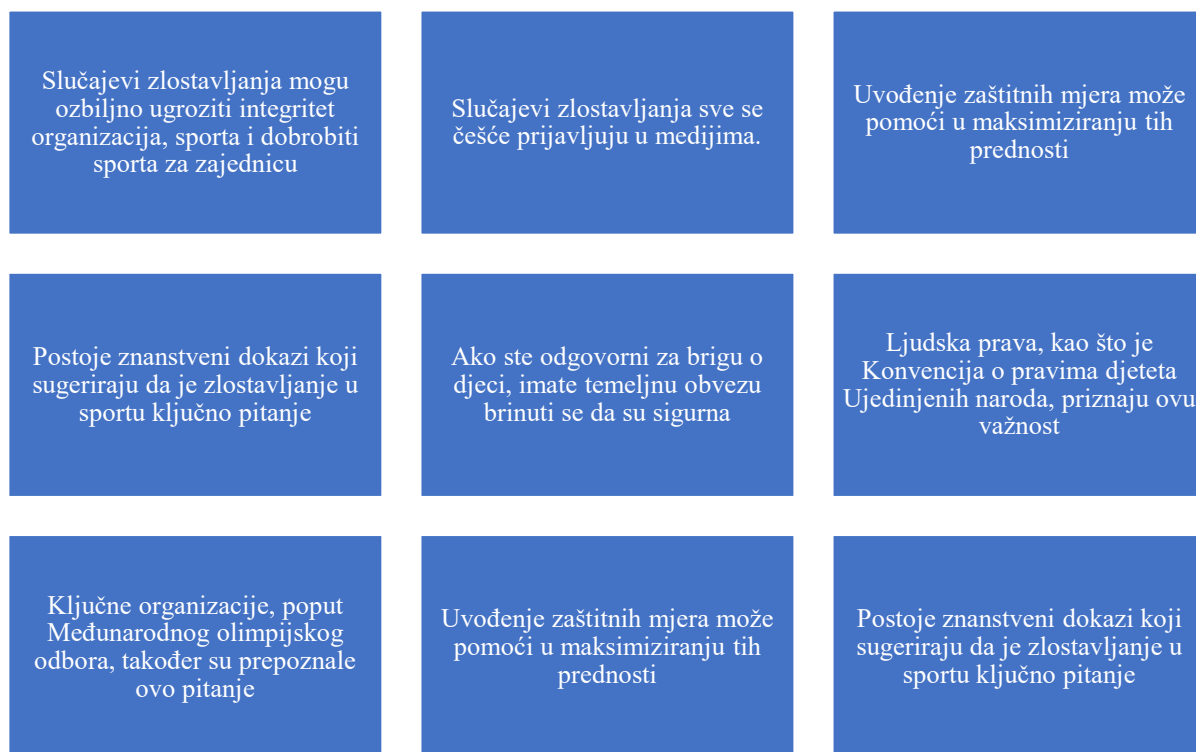 Slučajevi zlostavljanja mogu
ozbiljno ugroziti integritet
organizacija, sporta i dobrobiti
sporta za zajednicu
Slučajevi zlostavljanja sve se
češće prijavljuju u medijima.
Uvođenje zaštitnih mjera može
pomoći u maksimiziranju tih
prednosti
Postoje znanstveni dokazi koji
sugeriraju da je zlostavljanje u
sportu ključno pitanje
Ako ste odgovorni za brigu o
djeci, imate temeljnu obvezu
brinuti se da su sigurna
Ljudska prava, kao što je
Konvencija o pravima djeteta
Ujedinjenih naroda, priznaju ovu
važnost
Ključne organizacije, poput
Međunarodnog olimpijskog
odbora, također su prepoznale
ovo pitanje
Uvođenje zaštitnih mjera može
pomoći u maksimiziranju tih
prednosti
Postoje znanstveni dokazi koji
sugeriraju da je zlostavljanje u
sportu ključno pitanje